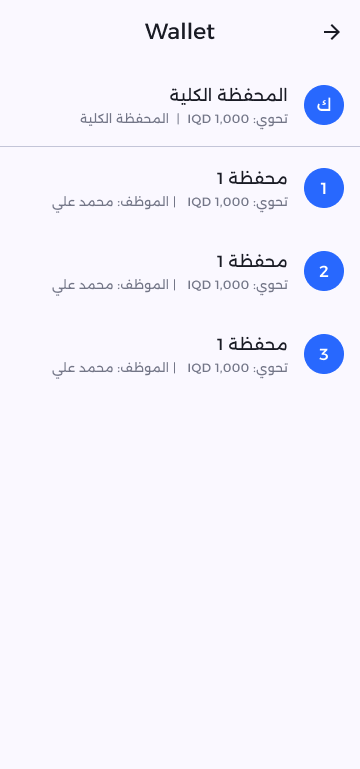 Wallet
ك
المحفظة الكلية
تحوي: IQD 1,000 | المحفظة الكلية
1
محفظة 1
تحوي: IQD 1,000 | الموظف: محمد علي
2
محفظة 1
تحوي: IQD 1,000 | الموظف: محمد علي
3
محفظة 1
تحوي: IQD 1,000 | الموظف: محمد علي